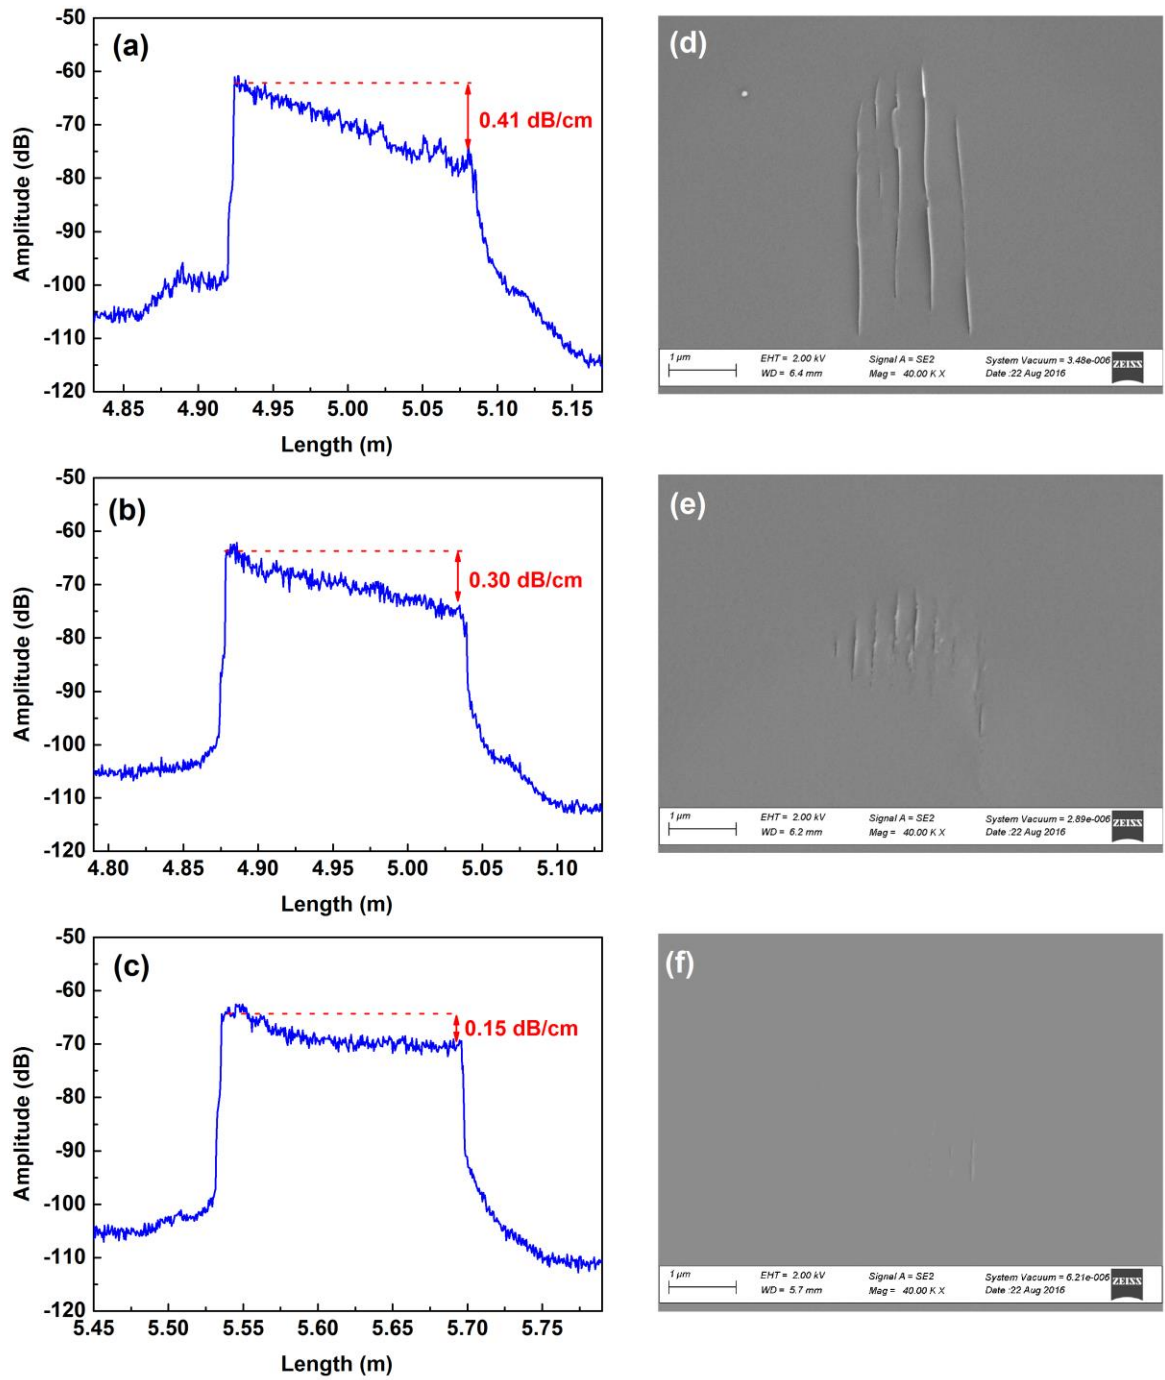 (a)
-50
-60
-70
-80
-90
-100
-110
-120
Amplitude (dB)
0.41 dB/cm
4.85 4.90 4.95 5.00 5.05 5.10 5.15
Length (m)
(d)
1 µm
EHT = 2.00 kV Signal A = SE2 System Vacuum = 3.48e-006
WD = 6.4 mm Mag = 40.00 K X Date :22 Aug 2016
ZEISS
(b)
-50
-60
-70
-80
-90
-100
-110
-120
Amplitude (dB)
0.30 dB/cm
4.80 4.85 4.90 4.95 5.00 5.05 5.10
Length (m)
(e)
1 µm
EHT = 2.00 kV Signal A = SE2 System Vacuum = 2.89e-006
WD = 6.2 mm Mag = 40.00 K X Date :22 Aug 2016
ZEISS
(c)
-50
-60
-70
-80
-90
-100
-110
-120
Amplitude (dB)
0.15 dB/cm
5.45 5.50 5.55 5.60 5.65 5.70 5.75
Length (m)
(f)
1 µm
EHT = 2.00 kV Signal A = SE2 System Vacuum = 6.21e-006
WD = 5.7 mm Mag = 40.00 K X Date :22 Aug 2016
ZEISS